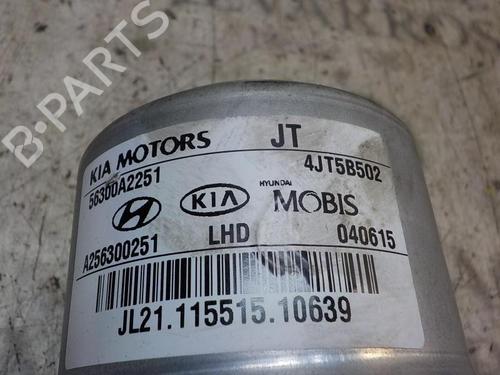 B-PARTS
KIA MOTORS JT
56300A2251 4JT5B502
KIA HYUNDAI MOBIS
A256300251 LHD 040615
JL21.115515.10639